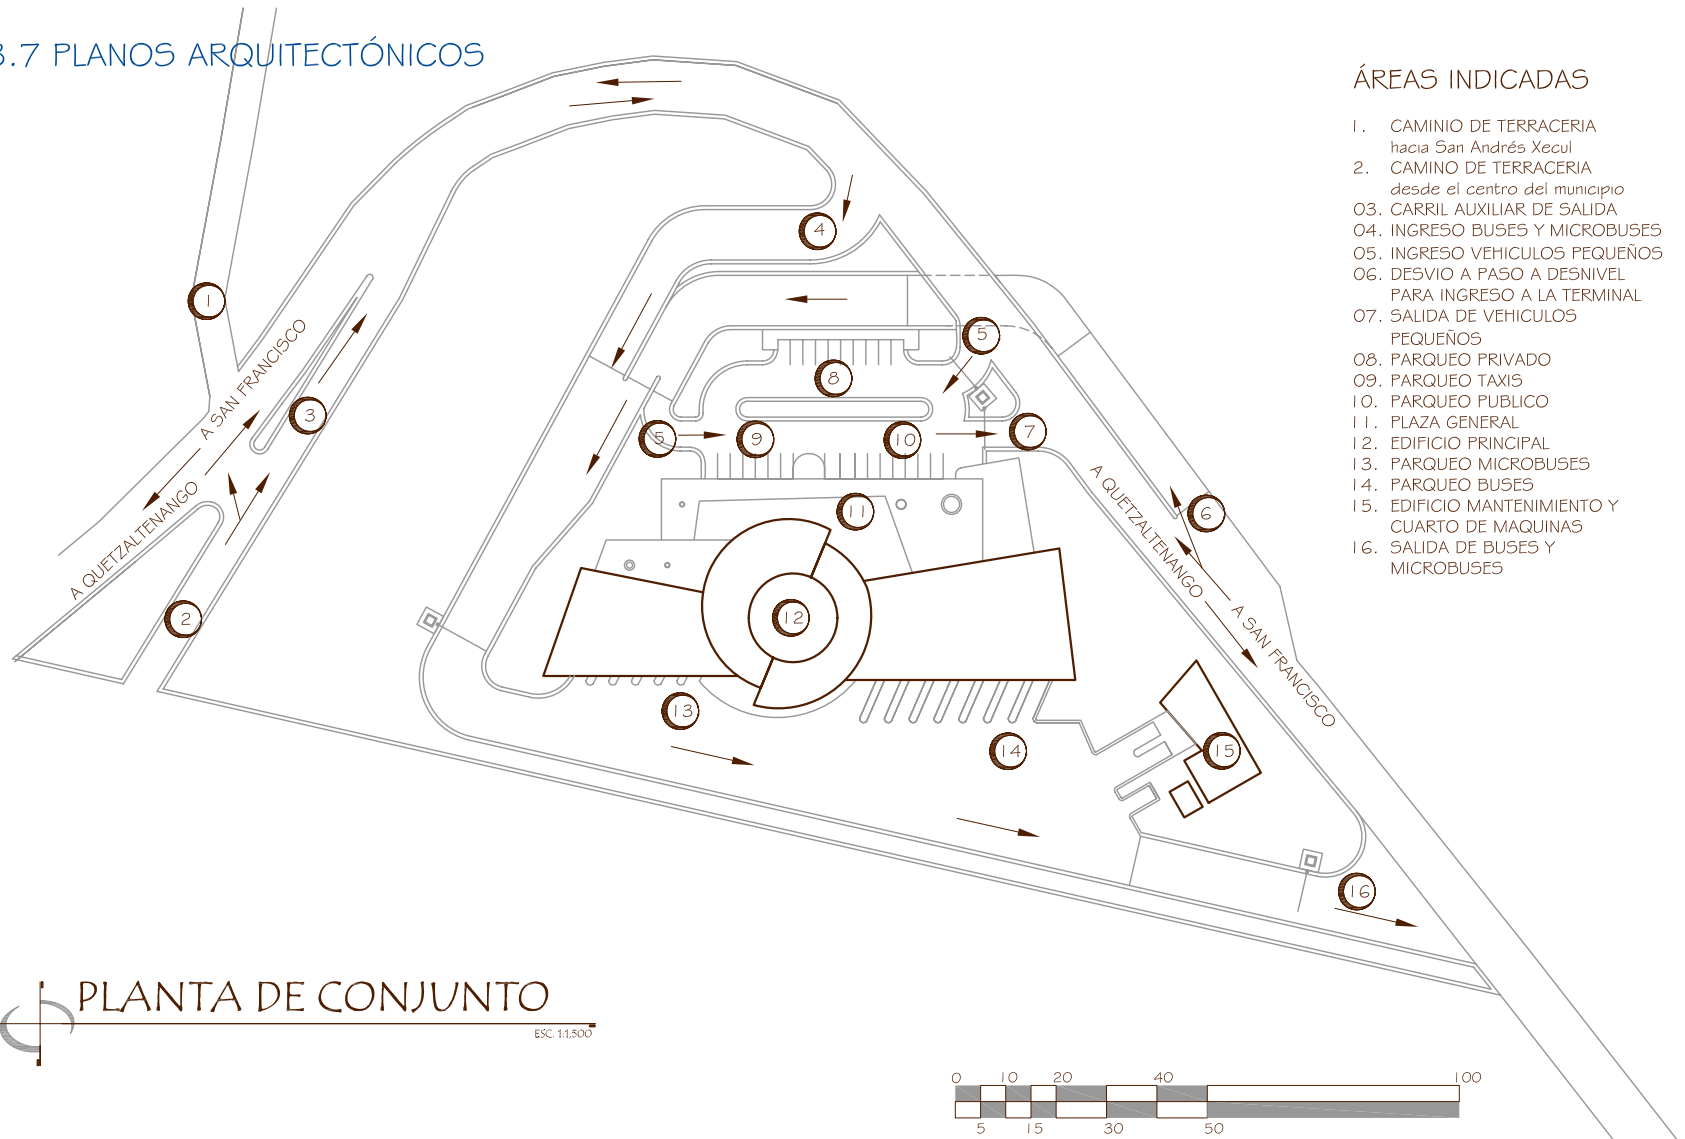 3.7 PLANOS ARQUITECTÓNICOS
ÁREAS INDICADAS
1. CAMINIO DE TERRACERIA
hacia San Andrés Xecul
2. CAMINO DE TERRACERIA
desde el centro del municipio
03. CARRIL AUXILIAR DE SALIDA
04. INGRESO BUSES Y MICROBUSES
05. INGRESO VEHICULOS PEQUEÑOS
06. DESVIO A PASO A DESNIVEL
PARA INGRESO A LA TERMINAL
07. SALIDA DE VEHICULOS
PEQUEÑOS
08. PARQUEO PRIVADO
09. PARQUEO TAXIS
10. PARQUEO PUBLICO
11. PLAZA GENERAL
12. EDIFICIO PRINCIPAL
13. PARQUEO MICROBUSES
14. PARQUEO BUSES
15. EDIFICIO MANTENIMIENTO Y
CUARTO DE MAQUINAS
16. SALIDA DE BUSES Y
MICROBUSES
4
1
A SAN FRANCISCO
5
8
3
5
9
10
7
A QUETZALTENANGO
A QUETZALTENANGO
11
6
2
12
A SAN FRANCISCO
13
14
15
16
PLANTA DE CONJUNTO
ESC. 1:1,500
0 10 20 40 100
5 15 30 50